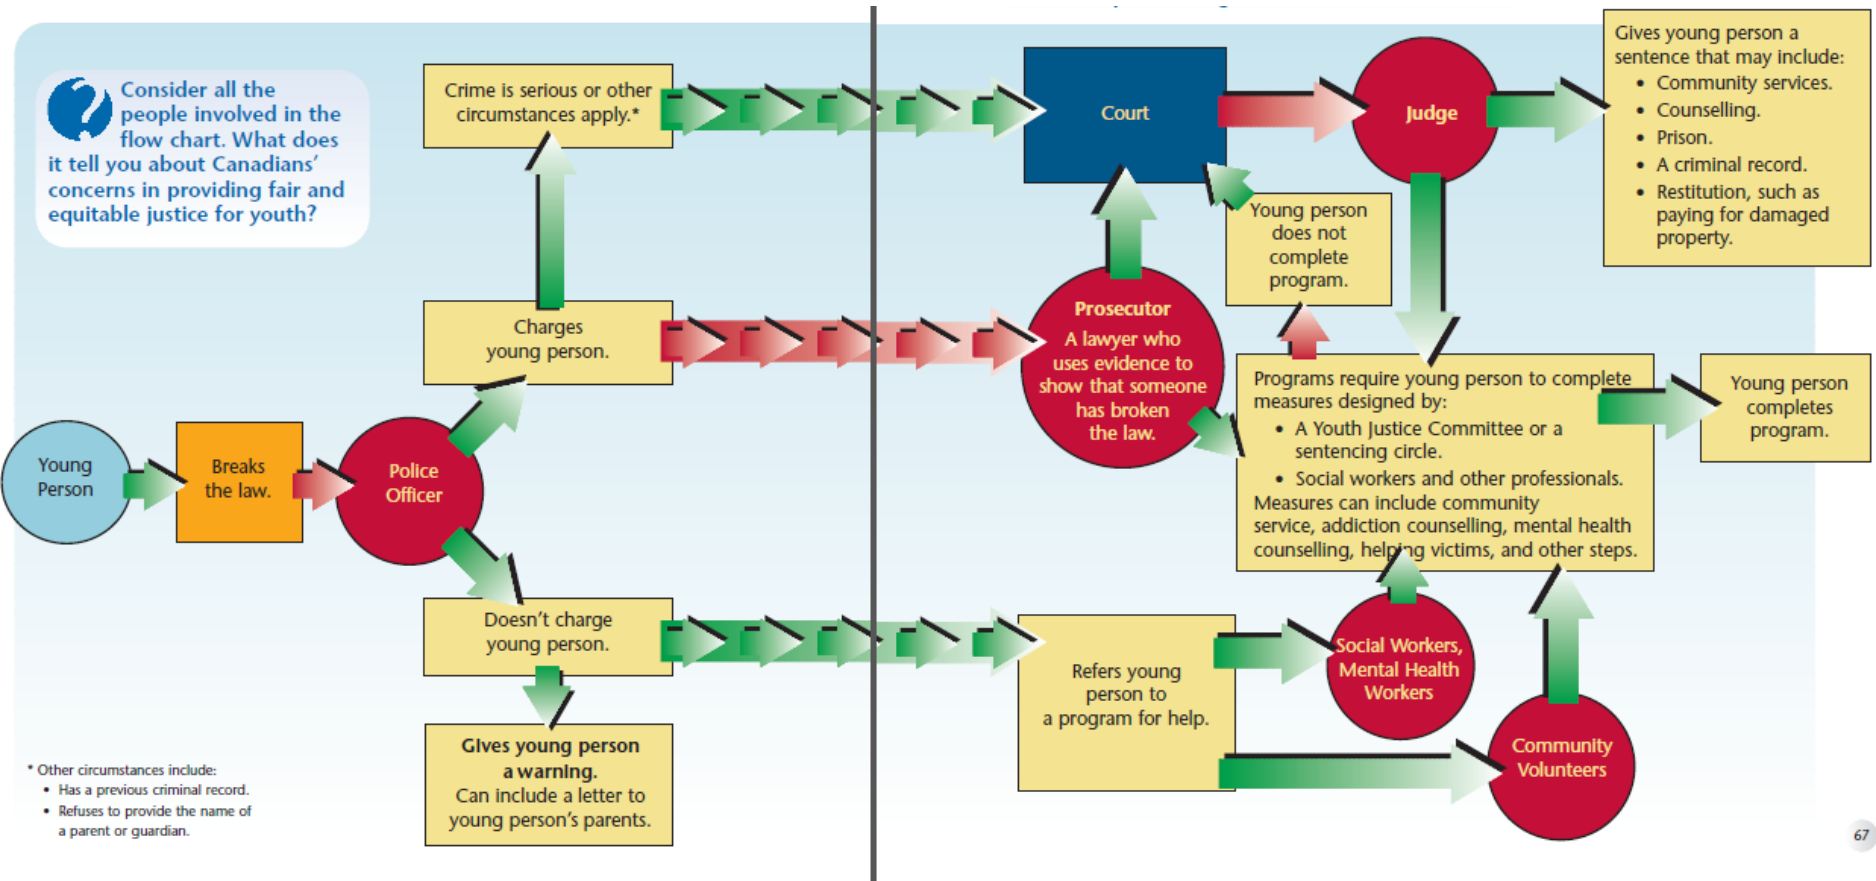 Consider all the
people involved in the
flow chart. What does
it tell you about Canadians’
concerns in providing fair and
equitable justice for youth?
Young
Person
Breaks
the law.
Police
Officer
Crime is serious or other
circumstances apply.*
Charges
young person.
Doesn’t charge
young person.
Gives young person
a warning.
Can include a letter to
young person’s parents.
* Other circumstances include:
• Has a previous criminal record.
• Refuses to provide the name of
a parent or guardian.
Court
Judge
Gives young person a
sentence that may include:
• Community services.
• Counselling.
• Prison.
• A criminal record.
• Restitution, such as
paying for damaged
property.
Young person
does not
complete
program.
Prosecutor
A lawyer who
uses evidence to
show that someone
has broken
the law.
Programs require young person to complete
measures designed by:
• A Youth Justice Committee or a
sentencing circle.
• Social workers and other professionals.
Measures can include community
service, addiction counselling, mental health
counselling, helping victims, and other steps.
Young person
completes
program.
Refers young
person to
a program for help.
Social Workers,
Mental Health
Workers
Community
Volunteers
67